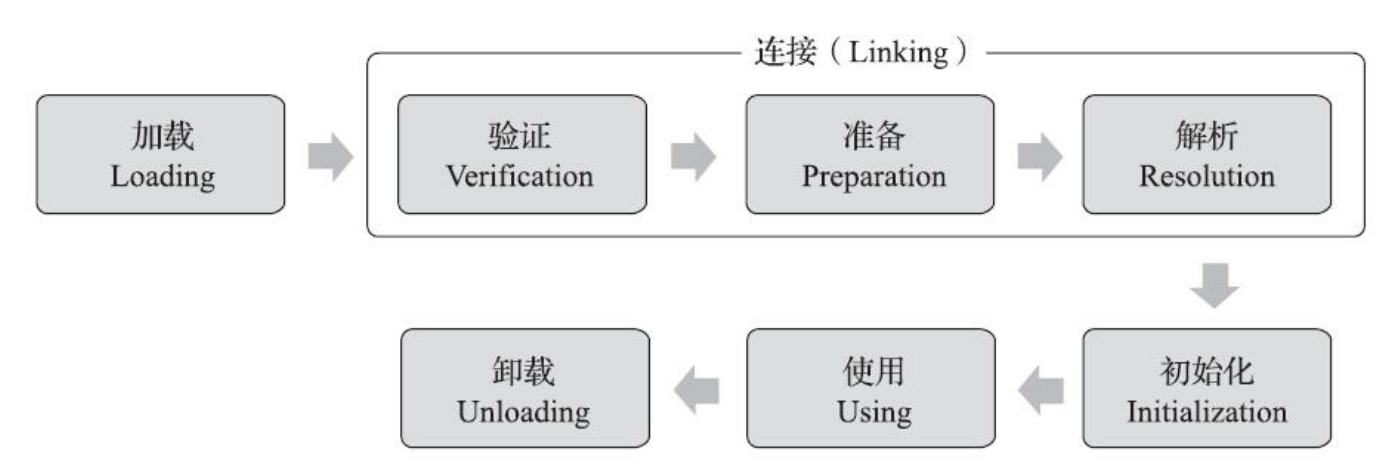 连接（Linking）
加载
Loading
验证
Verification
准备
Preparation
解析
Resolution
初始化
Initialization
使用
Using
卸载
Unloading